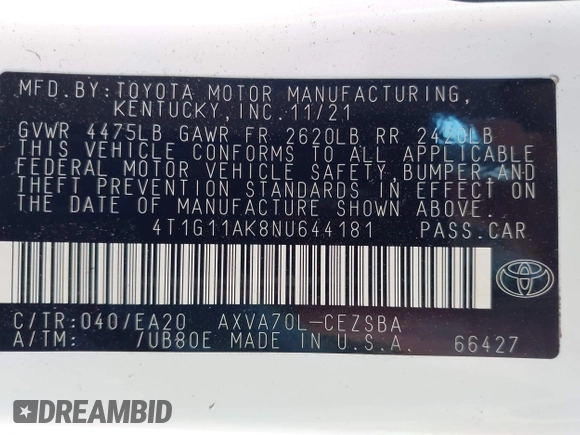 MFD.BY:TOYOTA MOTOR MANUFACTURING,
KENTUCKY, INC. 11/21
GVWR 4475LB GAWR FR 2620LB RR 2420LB
THIS VEHICLE CONFORMS TO ALL APPLICABLE
FEDERAL MOTOR VEHICLE SAFETY, BUMPER AND
THEFT PREVENTION STANDARDS IN EFFECT ON
THE DATE OF MANUFACTURE SHOWN ABOVE.
4T1G11AK8NU644181 PASS.CAR
C/TR:040/EA20 AXVA70L-CEZSBA
A/TM: /UB80E MADE IN U.S.A. 66427
TOYOTA
DREAMBID